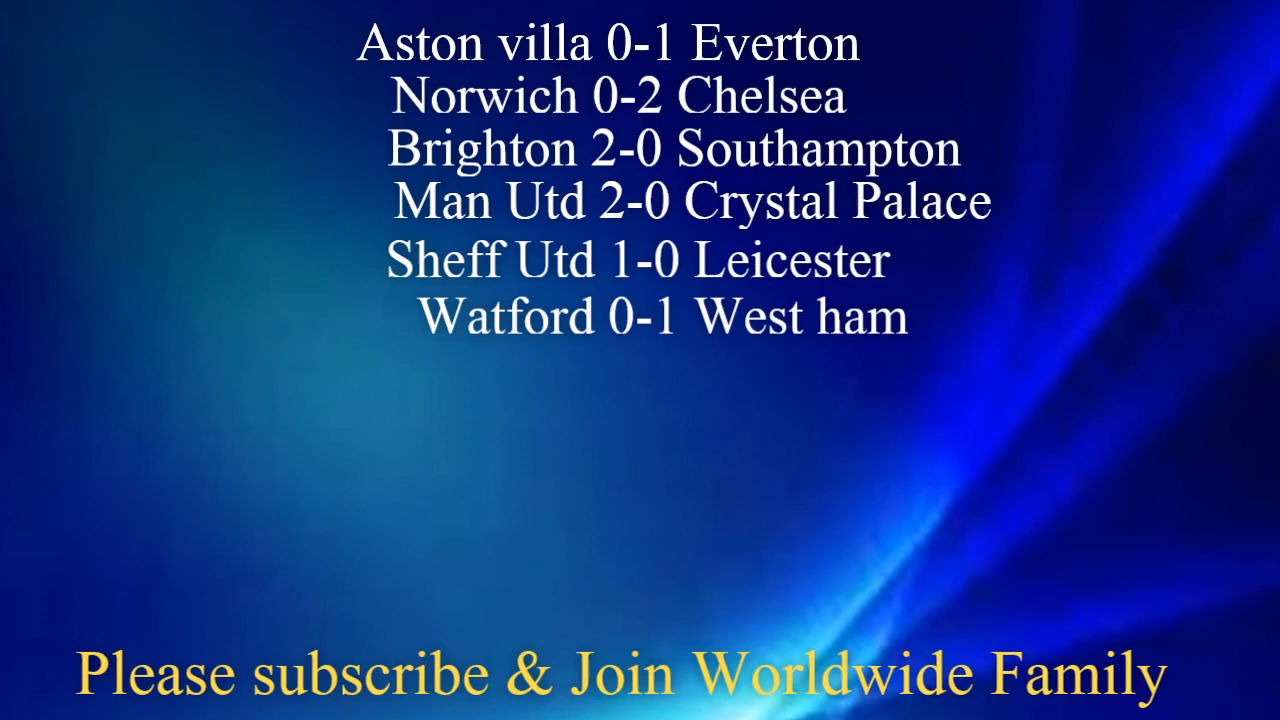 Aston villa 0-1 Everton
Norwich 0-2 Chelsea
Brighton 2-0 Southampton
Man Utd 2-0 Crystal Palace
Sheff Utd 1-0 Leicester
Watford 0-1 West ham
Please subscribe & Join Worldwide Family